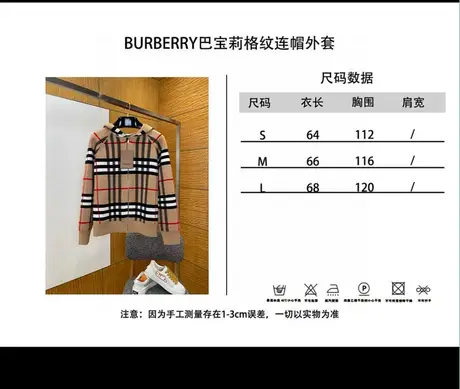 BURBERRY巴宝莉格纹连帽外套
尺码数据
尺码 衣长 胸围 肩宽
S 64 112 /
M 66 116 /
L 68 120 /
注意：因为手工测量存在1-3cm误差，一切以实物为准